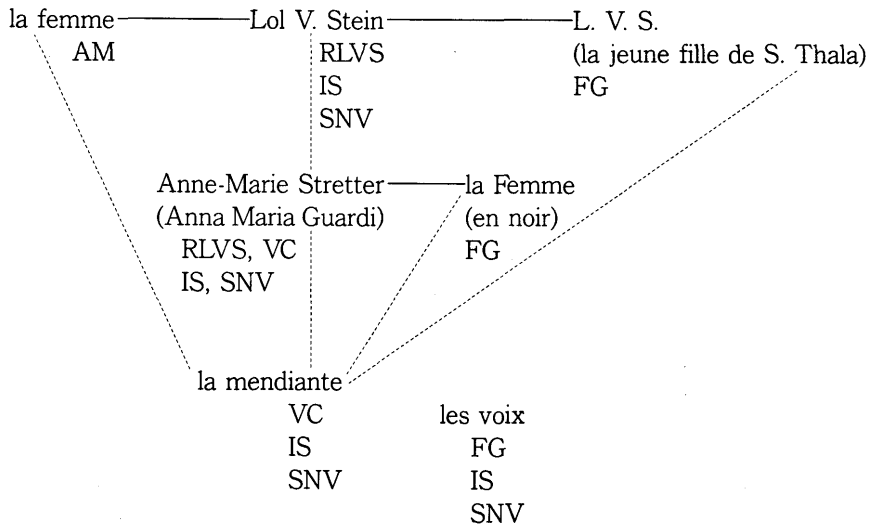 la femme Lol V. Stein L. V. S.
AM RLVS (la jeune fille de S. Thala)
IS FG
SNV
Anne-Marie Stretter la Femme
(Anna Maria Guardi) (en noir)
RLVS, VC FG
IS, SNV
la mendiante
VC les voix
IS FG
SNV IS
SNV